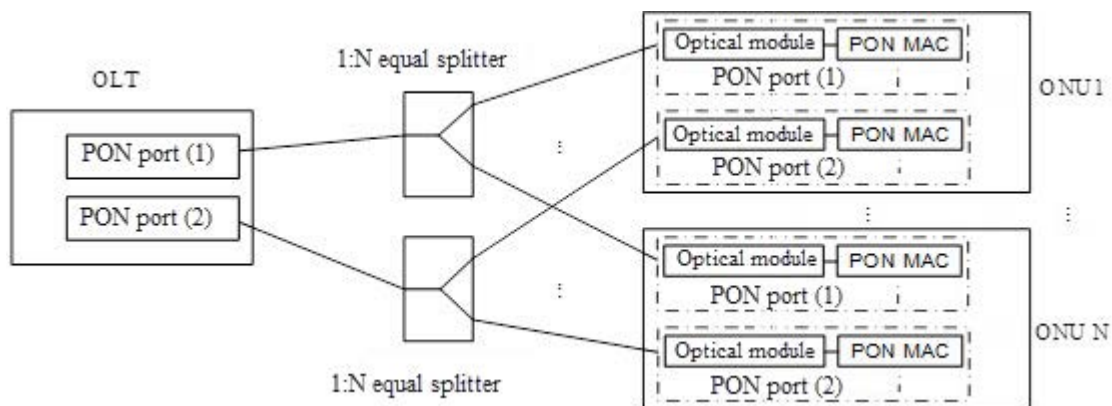 OLT
PON port (1)
PON port (2)
1:N equal splitter
1:N equal splitter
Optical module
PON MAC
PON port (1)
Optical module
PON MAC
PON port (2)
ONU 1
Optical module
PON MAC
PON port (1)
Optical module
PON MAC
PON port (2)
ONU N